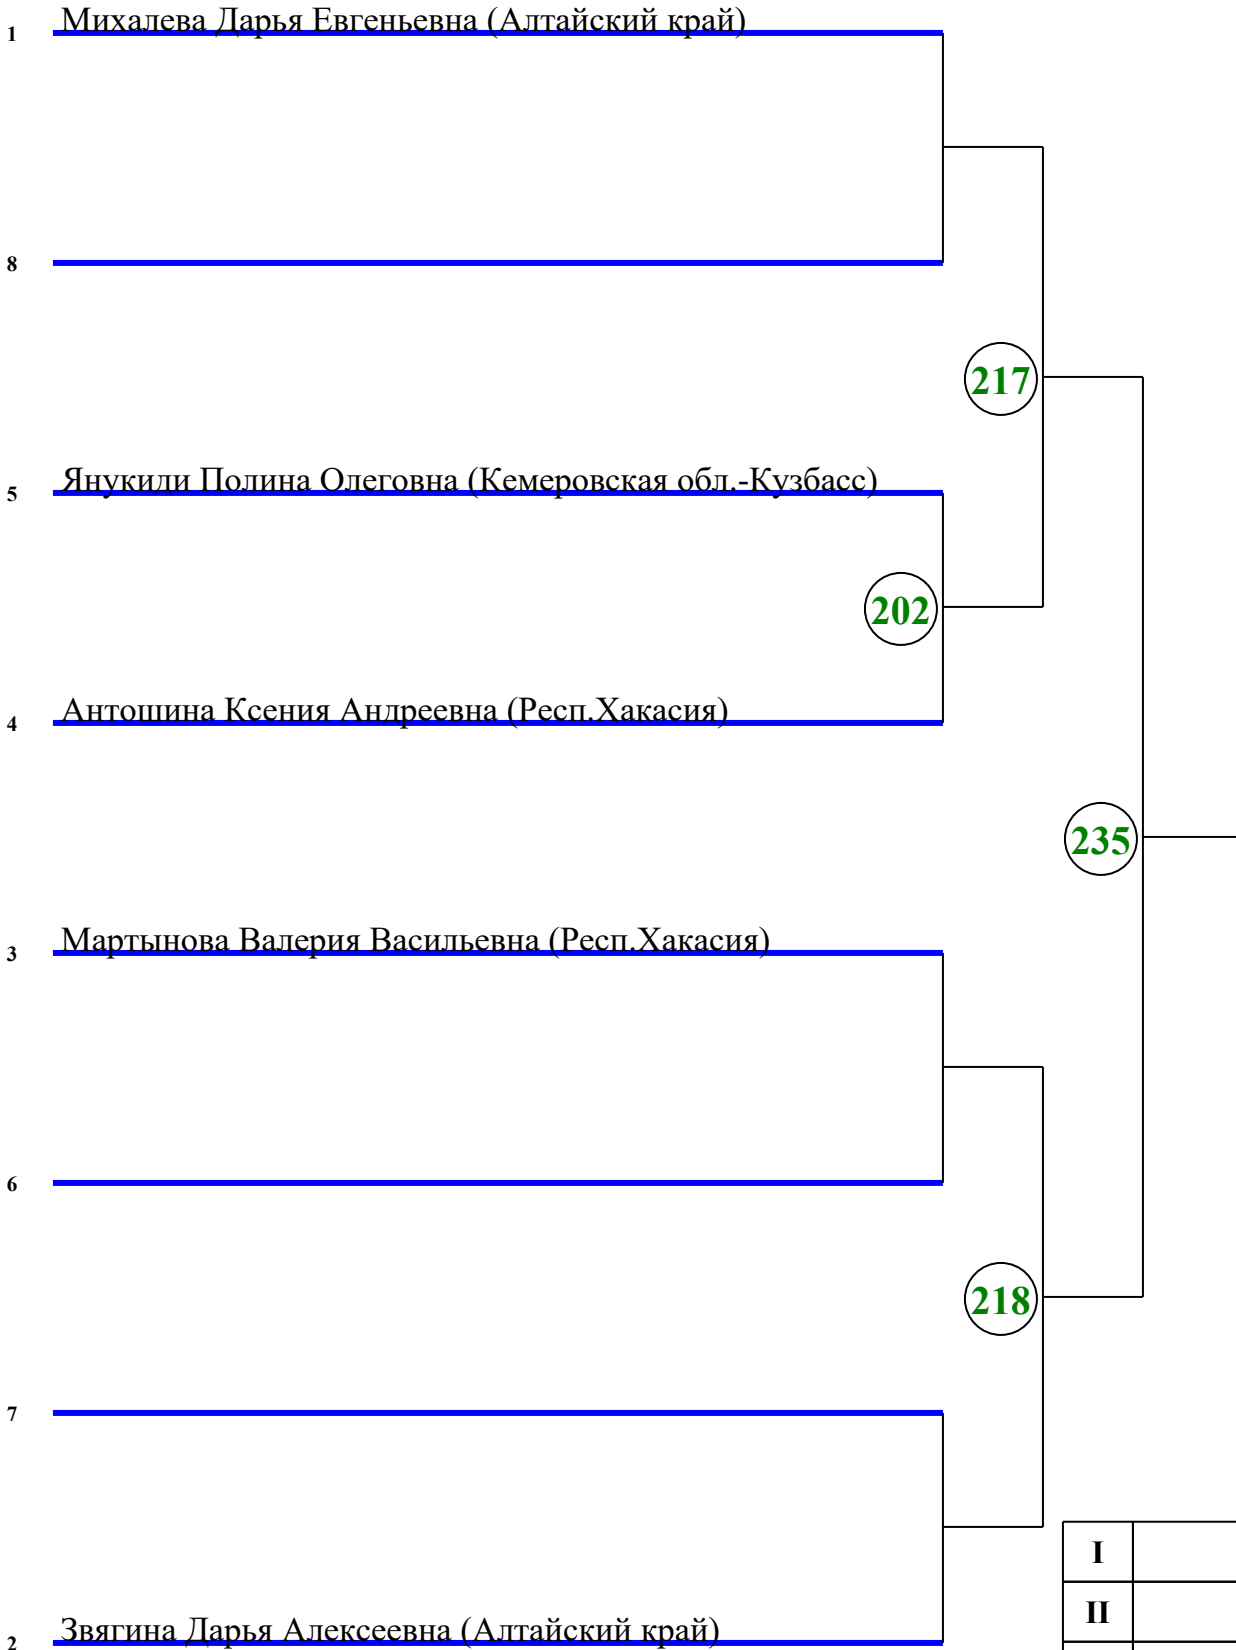 1 Михалева Дарья Евгеньевна (Алтайский край)
8
217
5 Янукиди Полина Олеговна (Кемеровская обл.-Кузбасс)
202
4 Антошина Ксения Андреевна (Респ.Хакасия)
235
3 Мартынова Валерия Васильевна (Респ.Хакасия)
6
218
7
I
II
2 Звягина Дарья Алексеевна (Алтайский край)